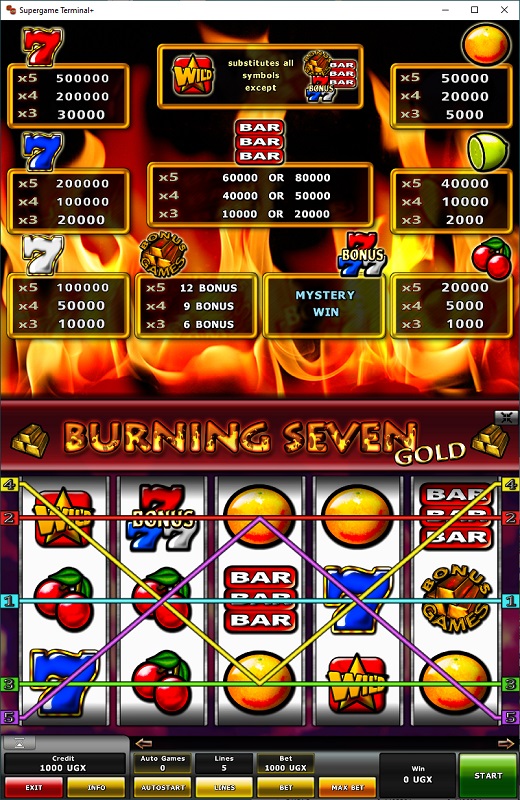 Supergame Terminal+
x5 500000
x4 200000
x3 30000
WILD
substitutes all
symbols
except
BAR
BAR
BAR
BONUS
x5 50000
x4 20000
x3 5000
BAR
BAR
BAR
x5 200000
x4 100000
x3 20000
x5 60000 OR 80000
x4 40000 OR 50000
x3 10000 OR 20000
x5 40000
x4 10000
x3 2000
BONUS
GAMES
7
BONUS
77
x5 100000
x4 50000
x3 10000
x5 12 BONUS
x4 9 BONUS
x3 6 BONUS
MYSTERY
WIN
x5 20000
x4 5000
x3 1000
BURNING SEVEN
GOLD
4
4
WILD
7
BONUS
77
BAR
BAR
BAR
2
2
1
BAR
BAR
BAR
7
BONUS
GAMES
1
3
7
WILD
3
5
5
Credit
1000 UGX
Auto Games
0
Lines
5
Bet
1000 UGX
Win
0 UGX
START
EXIT
INFO
AUTOSTART
LINES
BET
MAX BET